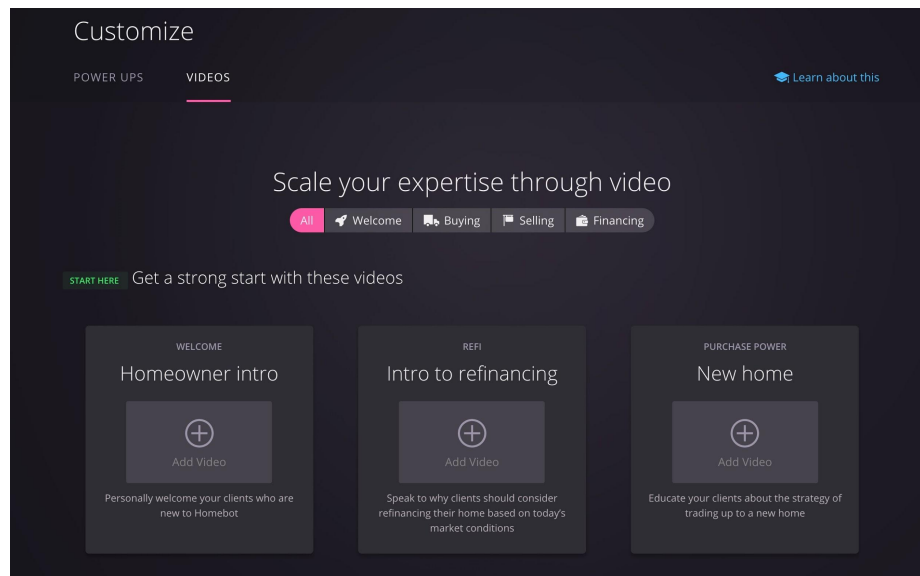 Customize
POWER UPS
VIDEOS
Learn about this
Scale your expertise through video
All
Welcome
Buying
Selling
Financing
START HERE Get a strong start with these videos
WELCOME
Homeowner intro
Add Video
Personally welcome your clients who are
new to Homebot
REFI
Intro to refinancing
Add Video
Speak to why clients should consider
refinancing their home based on today's
market conditions
PURCHASE POWER
New home
Add Video
Educate your clients about the strategy of
trading up to a new home